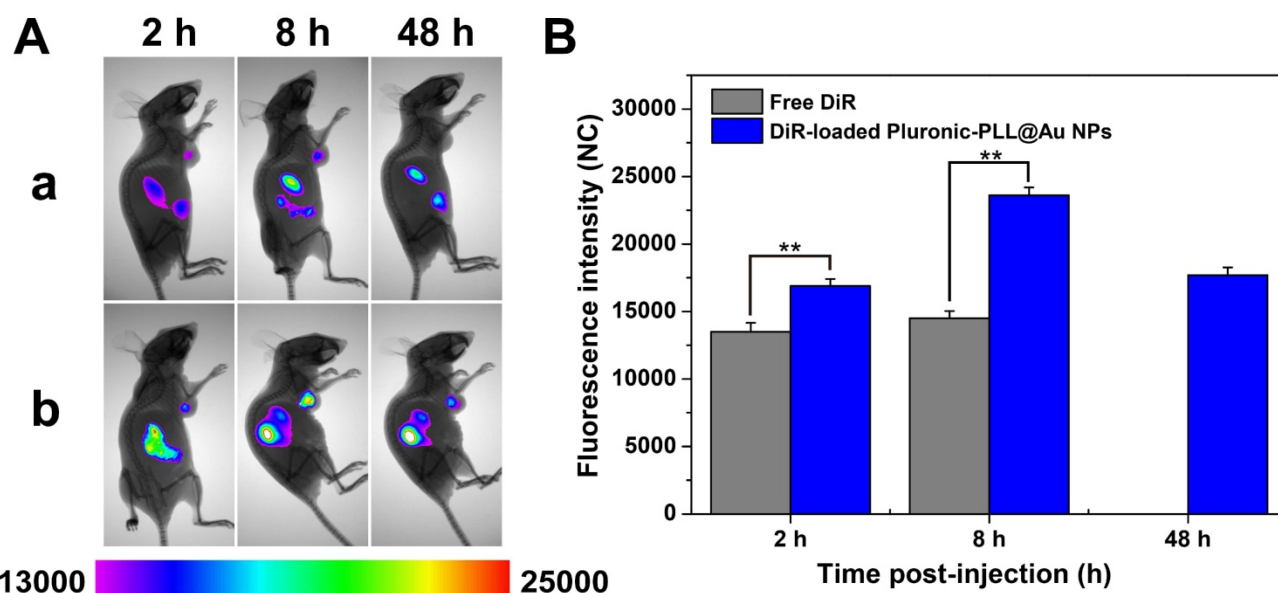 A
2 h
8 h
48 h
a
b
13000
25000
B
Fluorescence intensity (NC)
30000
25000
20000
15000
10000
5000
0
Free DiR
DiR-loaded Pluronic-PLL@Au NPs
**
**
2 h
8 h
48 h
Time post-injection (h)